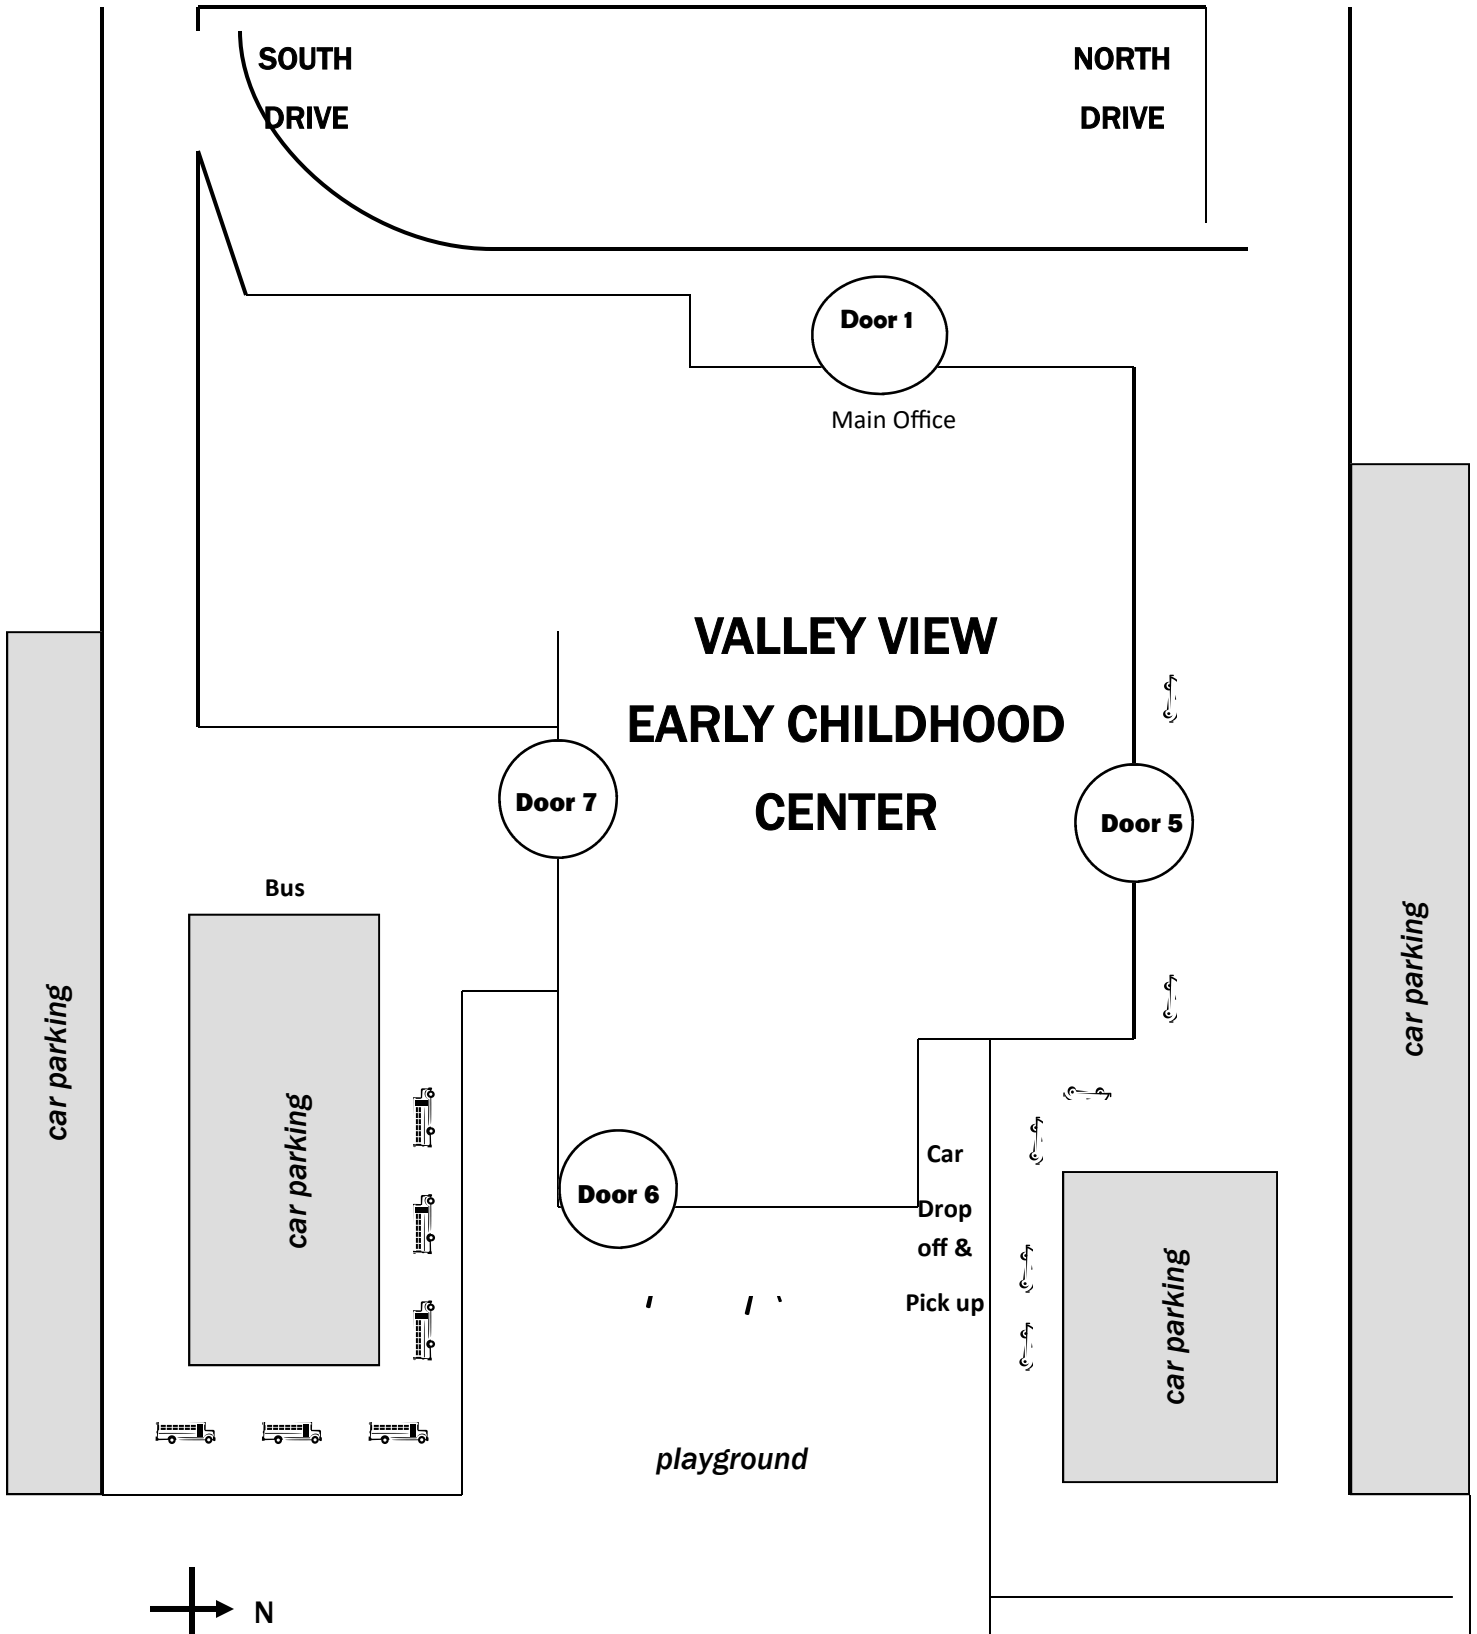 SOUTH
DRIVE
NORTH
DRIVE
Door 1
Main Office
VALLEY VIEW
EARLY CHILDHOOD
CENTER
Door 7
Door 5
Bus
car parking
car parking
car parking
Car
Drop
off &
Pick up
Door 6
car parking
playground
N